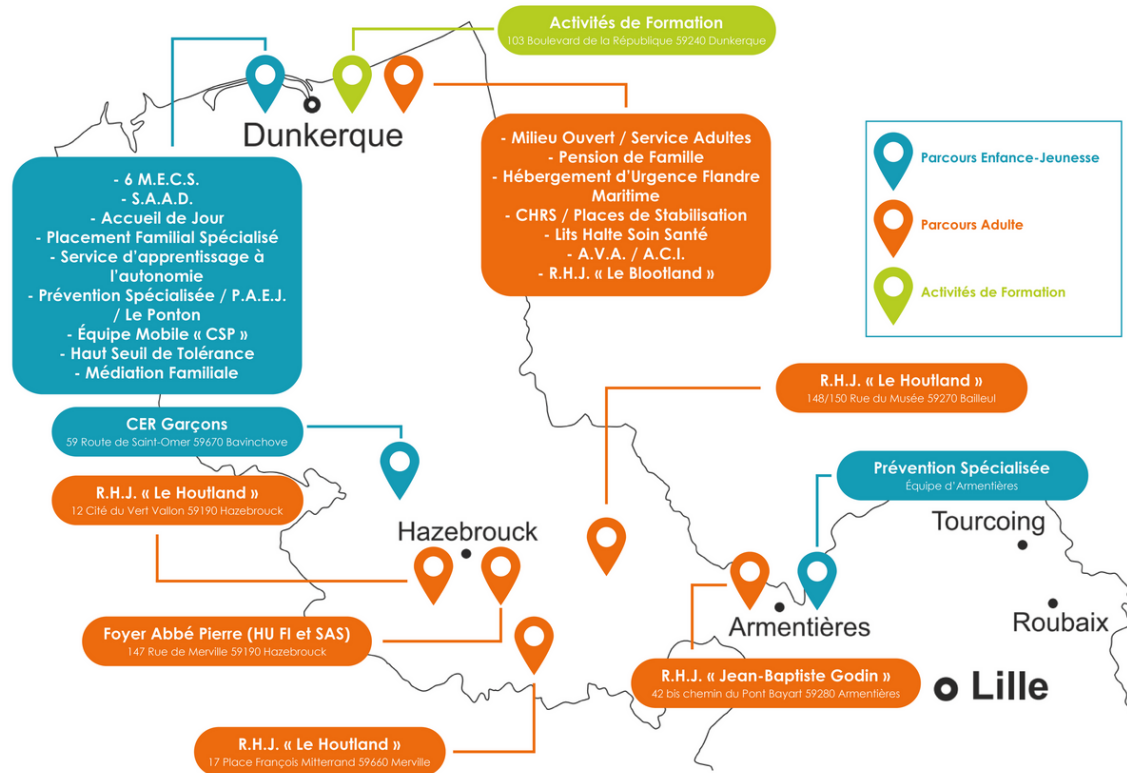 Activités de Formation
103 Boulevard de la République 59240 Dunkerque
Dunkerque
- 6 M.E.C.S.
- S.A.A.D.
- Accueil de Jour
- Placement Familial Spécialisé
- Service d'apprentissage à
l'autonomie
- Prévention Spécialisée / P.A.E.J.
/ Le Ponton
- Équipe Mobile « CSP »
- Haut Seuil de Tolérance
- Médiation Familiale
- Milieu Ouvert / Service Adultes
- Pension de Famille
- Hébergement d'Urgence Flandre
Maritime
- CHRS / Places de Stabilisation
- Lits Halte Soin Santé
- A.V.A. / A.C.I.
- R.H.J. « Le Blootland »
Parcours Enfance-Jeunesse
Parcours Adulte
Activités de Formation
R.H.J. « Le Houtland »
148/150 Rue du Musée 59270 Bailleul
CER Garçons
59 Route de Saint-Omer 59670 Bavinchove
R.H.J. « Le Houtland »
12 Cité du Vert Vallon 59190 Hazebrouck
Prévention Spécialisée
Équipe d'Armentières
Hazebrouck
Tourcoing
Armentières
Roubaix
Foyer Abbé Pierre (HU FI et SAS)
147 Rue de Merville 59190 Hazebrouck
R.H.J. « Jean-Baptiste Godin »
42 bis chemin du Pont Bayart 59280 Armentières
Lille
R.H.J. « Le Houtland »
17 Place François Mitterrand 59660 Merville